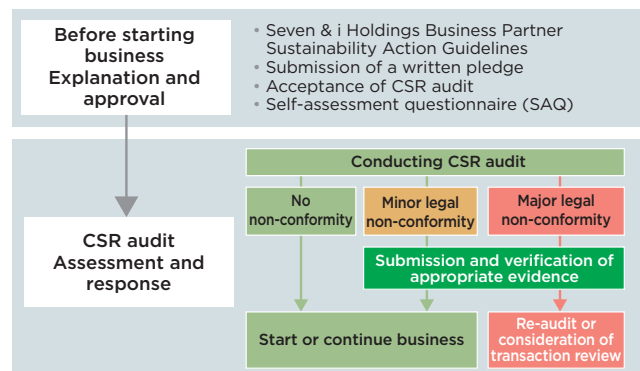 Before starting
business
Explanation and
approval
• Seven & i Holdings Business Partner
Sustainability Action Guidelines
• Submission of a written pledge
• Acceptance of CSR audit
• Self-assessment questionnaire (SAQ)
CSR audit
Assessment and
response
Conducting CSR audit
No
non-conformity
Minor legal
non-conformity
Major legal
non-conformity
Submission and verification of
appropriate evidence
Start or continue business
Re-audit or
consideration of
transaction review